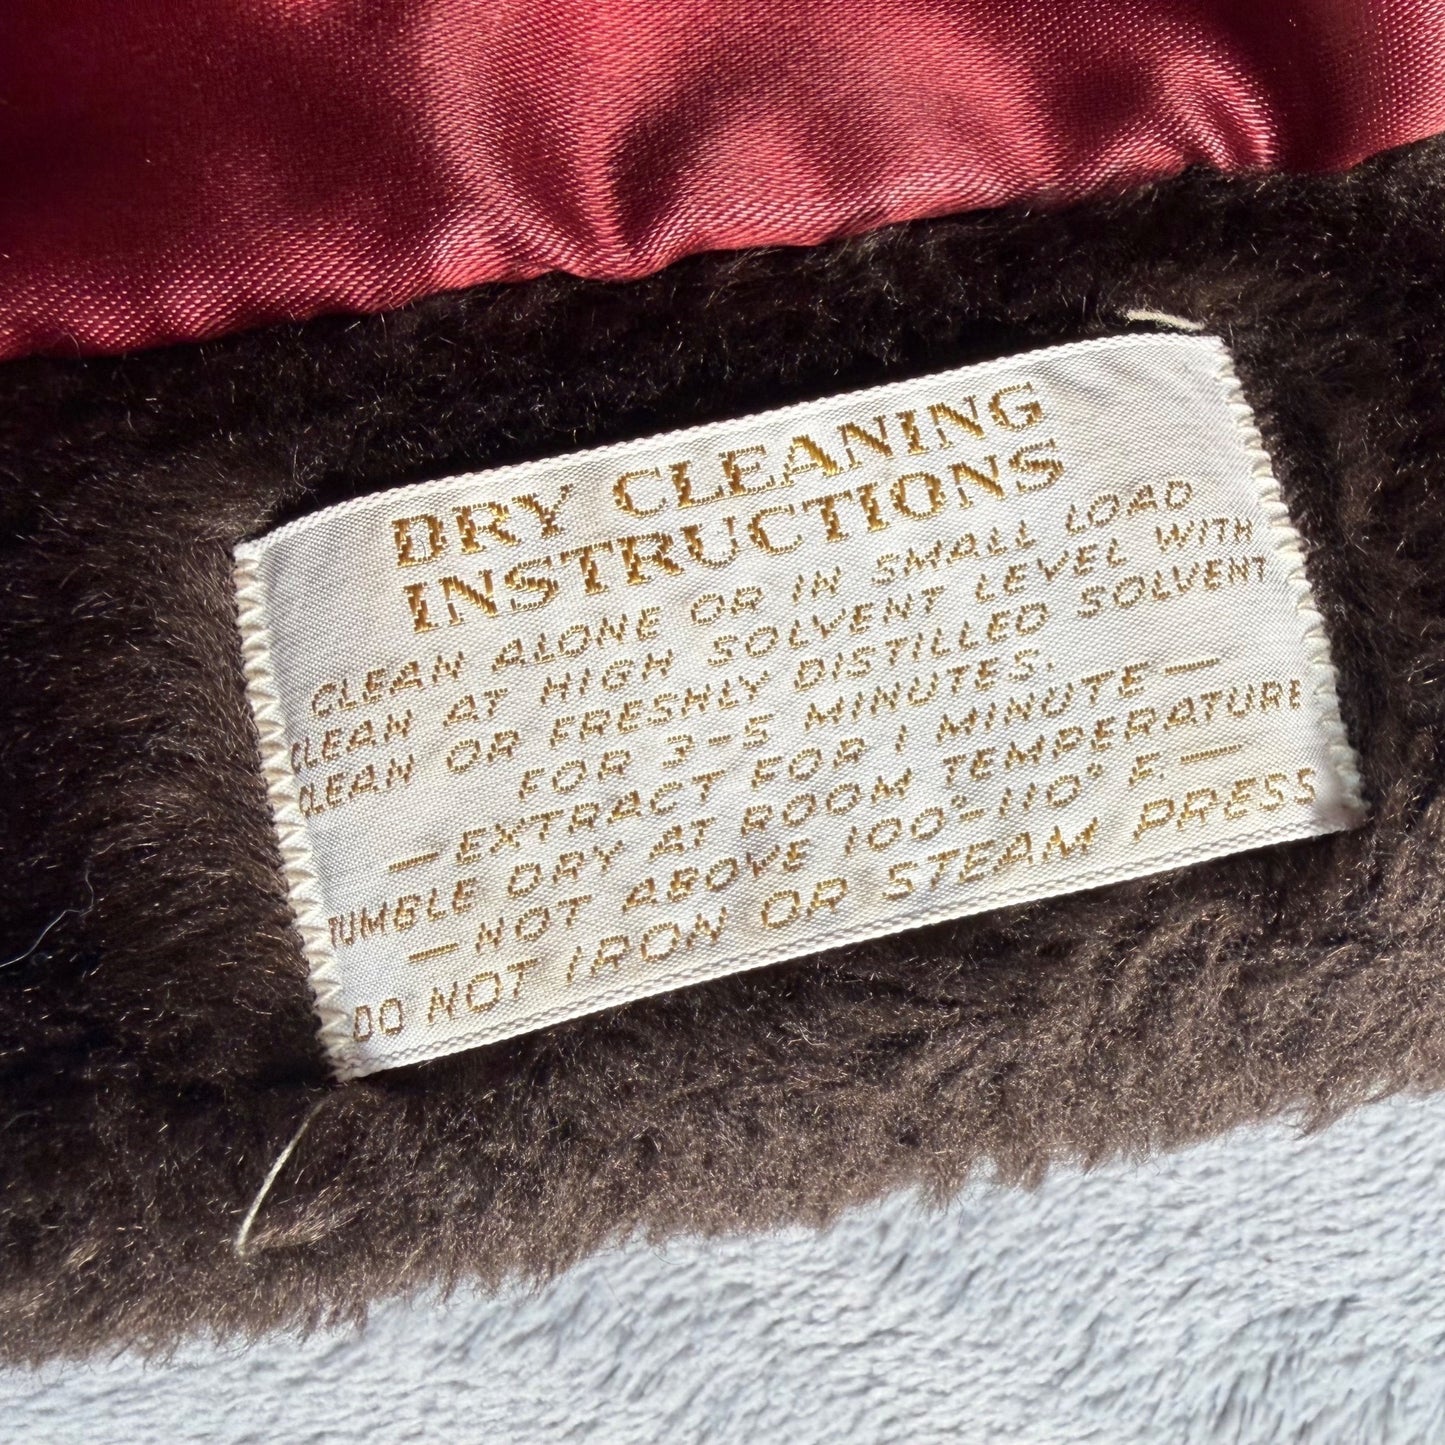 DRY CLEANING
INSTRUCTIONS
CLEAN ALONE OR IN SMALL LOAD
CLEAN AT HIGH SOLVENT LEVEL WITH
CLEAN OR FRESHLY DISTILLED SOLVENT
FOR 3-5 MINUTES.
—EXTRACT FOR 1 MINUTE—
TUMBLE DRY AT ROOM TEMPERATURE
—NOT ABOVE 100°-110° F.—
DO NOT IRON OR STEAM PRESS